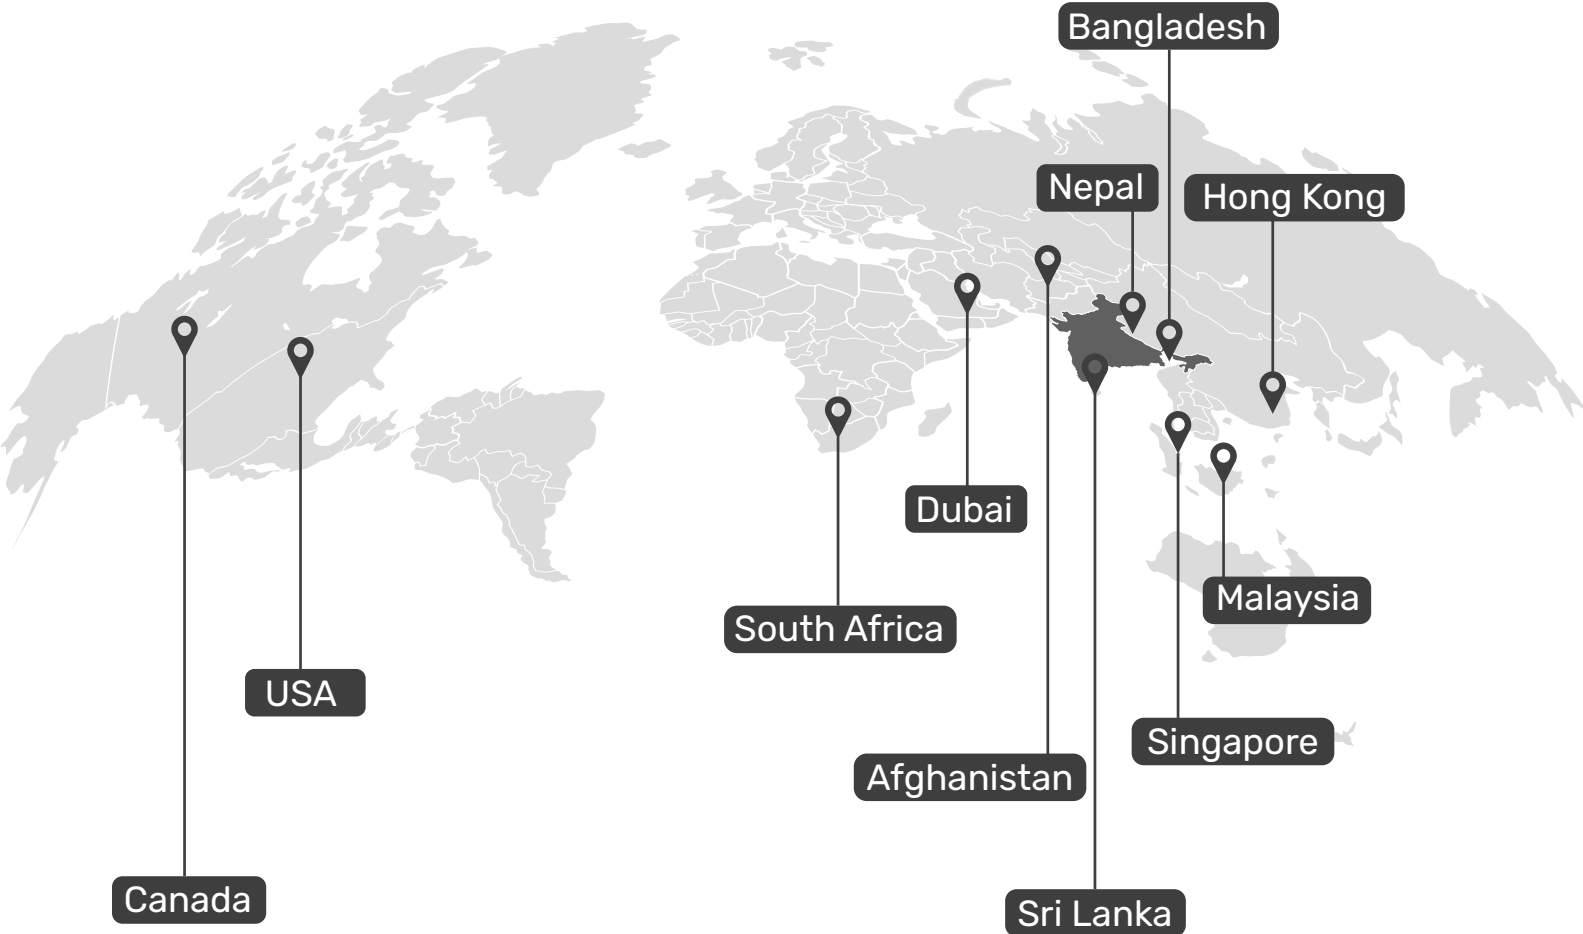 Bangladesh
Nepal
Hong Kong
Dubai
Malaysia
South Africa
USA
Singapore
Afghanistan
Canada
Sri Lanka